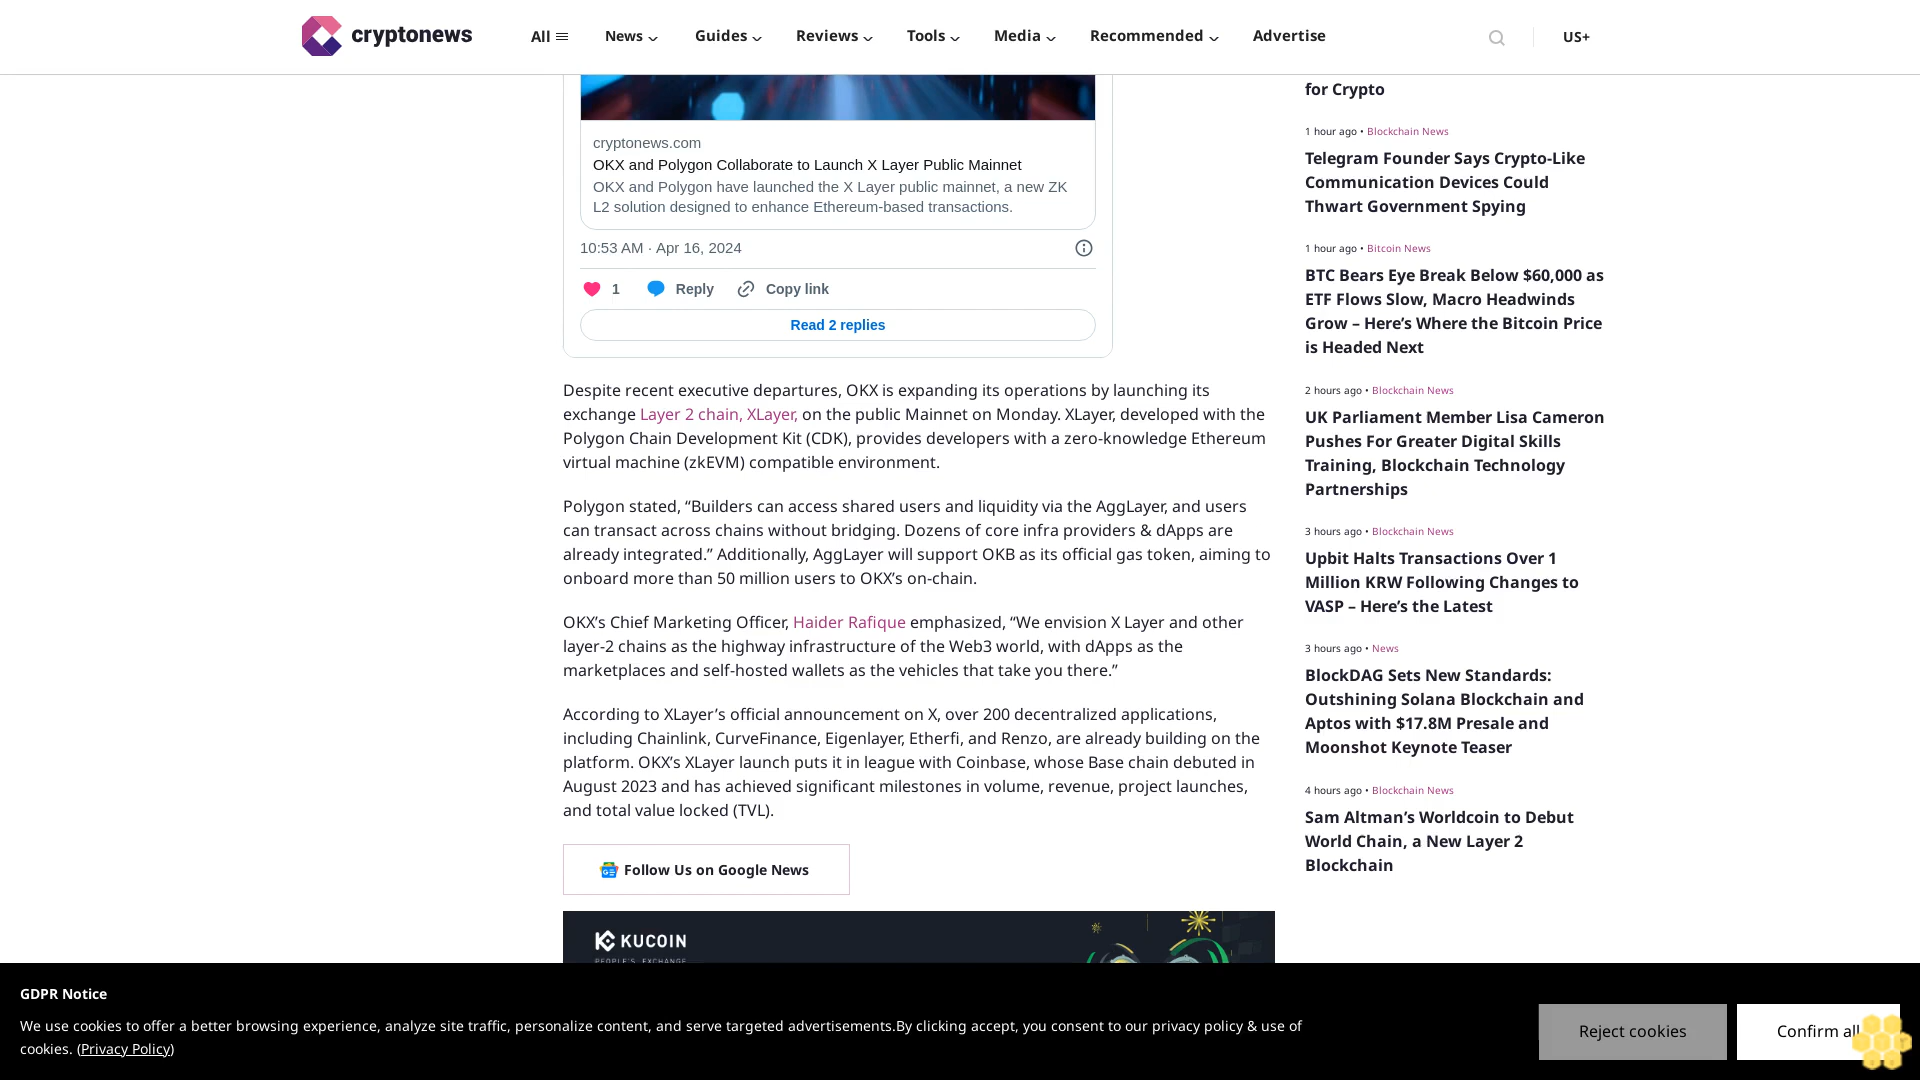 cryptonews
All
News
Guides
Reviews
Tools
Media
Recommended
Advertise
US+
cryptonews.com
OKX and Polygon Collaborate to Launch X Layer Public Mainnet
OKX and Polygon have launched the X Layer public mainnet, a new ZK
L2 solution designed to enhance Ethereum-based transactions.
10:53 AM · Apr 16, 2024
1
Reply
Copy link
Read 2 replies
Despite recent executive departures, OKX is expanding its operations by launching its
exchange Layer 2 chain, XLayer, on the public Mainnet on Monday. XLayer, developed with the
Polygon Chain Development Kit (CDK), provides developers with a zero-knowledge Ethereum
virtual machine (zkEVM) compatible environment.
Polygon stated, “Builders can access shared users and liquidity via the AggLayer, and users
can transact across chains without bridging. Dozens of core infra providers & dApps are
already integrated.” Additionally, AggLayer will support OKB as its official gas token, aiming to
onboard more than 50 million users to OKX’s on-chain.
OKX’s Chief Marketing Officer, Haider Rafique emphasized, “We envision X Layer and other
layer-2 chains as the highway infrastructure of the Web3 world, with dApps as the
marketplaces and self-hosted wallets as the vehicles that take you there.”
According to XLayer’s official announcement on X, over 200 decentralized applications,
including Chainlink, CurveFinance, Eigenlayer, Etherfi, and Renzo, are already building on the
platform. OKX’s XLayer launch puts it in league with Coinbase, whose Base chain debuted in
August 2023 and has achieved significant milestones in volume, revenue, project launches,
and total value locked (TVL).
Follow Us on Google News
KUCOIN
PEOPLE'S EXCHANGE
for Crypto
1 hour ago • Blockchain News
Telegram Founder Says Crypto-Like
Communication Devices Could
Thwart Government Spying
1 hour ago • Bitcoin News
BTC Bears Eye Break Below $60,000 as
ETF Flows Slow, Macro Headwinds
Grow – Here’s Where the Bitcoin Price
is Headed Next
2 hours ago • Blockchain News
UK Parliament Member Lisa Cameron
Pushes For Greater Digital Skills
Training, Blockchain Technology
Partnerships
3 hours ago • Blockchain News
Upbit Halts Transactions Over 1
Million KRW Following Changes to
VASP – Here’s the Latest
3 hours ago • News
BlockDAG Sets New Standards:
Outshining Solana Blockchain and
Aptos with $17.8M Presale and
Moonshot Keynote Teaser
4 hours ago • Blockchain News
Sam Altman’s Worldcoin to Debut
World Chain, a New Layer 2
Blockchain
GDPR Notice
We use cookies to offer a better browsing experience, analyze site traffic, personalize content, and serve targeted advertisements.By clicking accept, you consent to our privacy policy & use of
cookies. (Privacy Policy)
Reject cookies
Confirm all